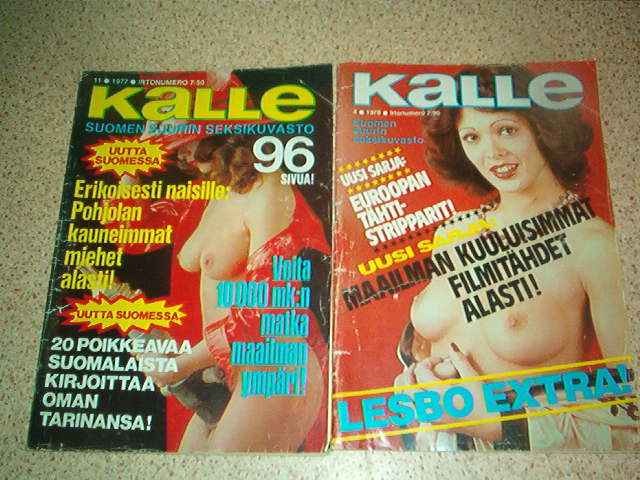 11 ● 1977 ● IRTONUMERO 7:50
KaLLe
SUOMEN SUURIN SEKSIKUVASTO
UUTTA
SUOMESSA
96
SIVUA!
Erikoisesti naisille:
Pohjolan
kauneimmat
miehet
alasti!
Voita
10000 mk:n
matka
maailman
ympäri!
UUTTA SUOMESSA
20 POIKKEAVAA
SUOMALAISTA
KIRJOITTAA
OMAN
TARINANSA!
KaLLe
Irtonumero
Suomen
suurin
seksikuvasto
UUSI SARJA:
EUROOPAN
TÄHTI-
STRIPPARIT!
UUSI SARJA:
MAAILMAN KUULUISIMMAT
FILMITÄHDET
ALASTI!
LESBO EXTRA!